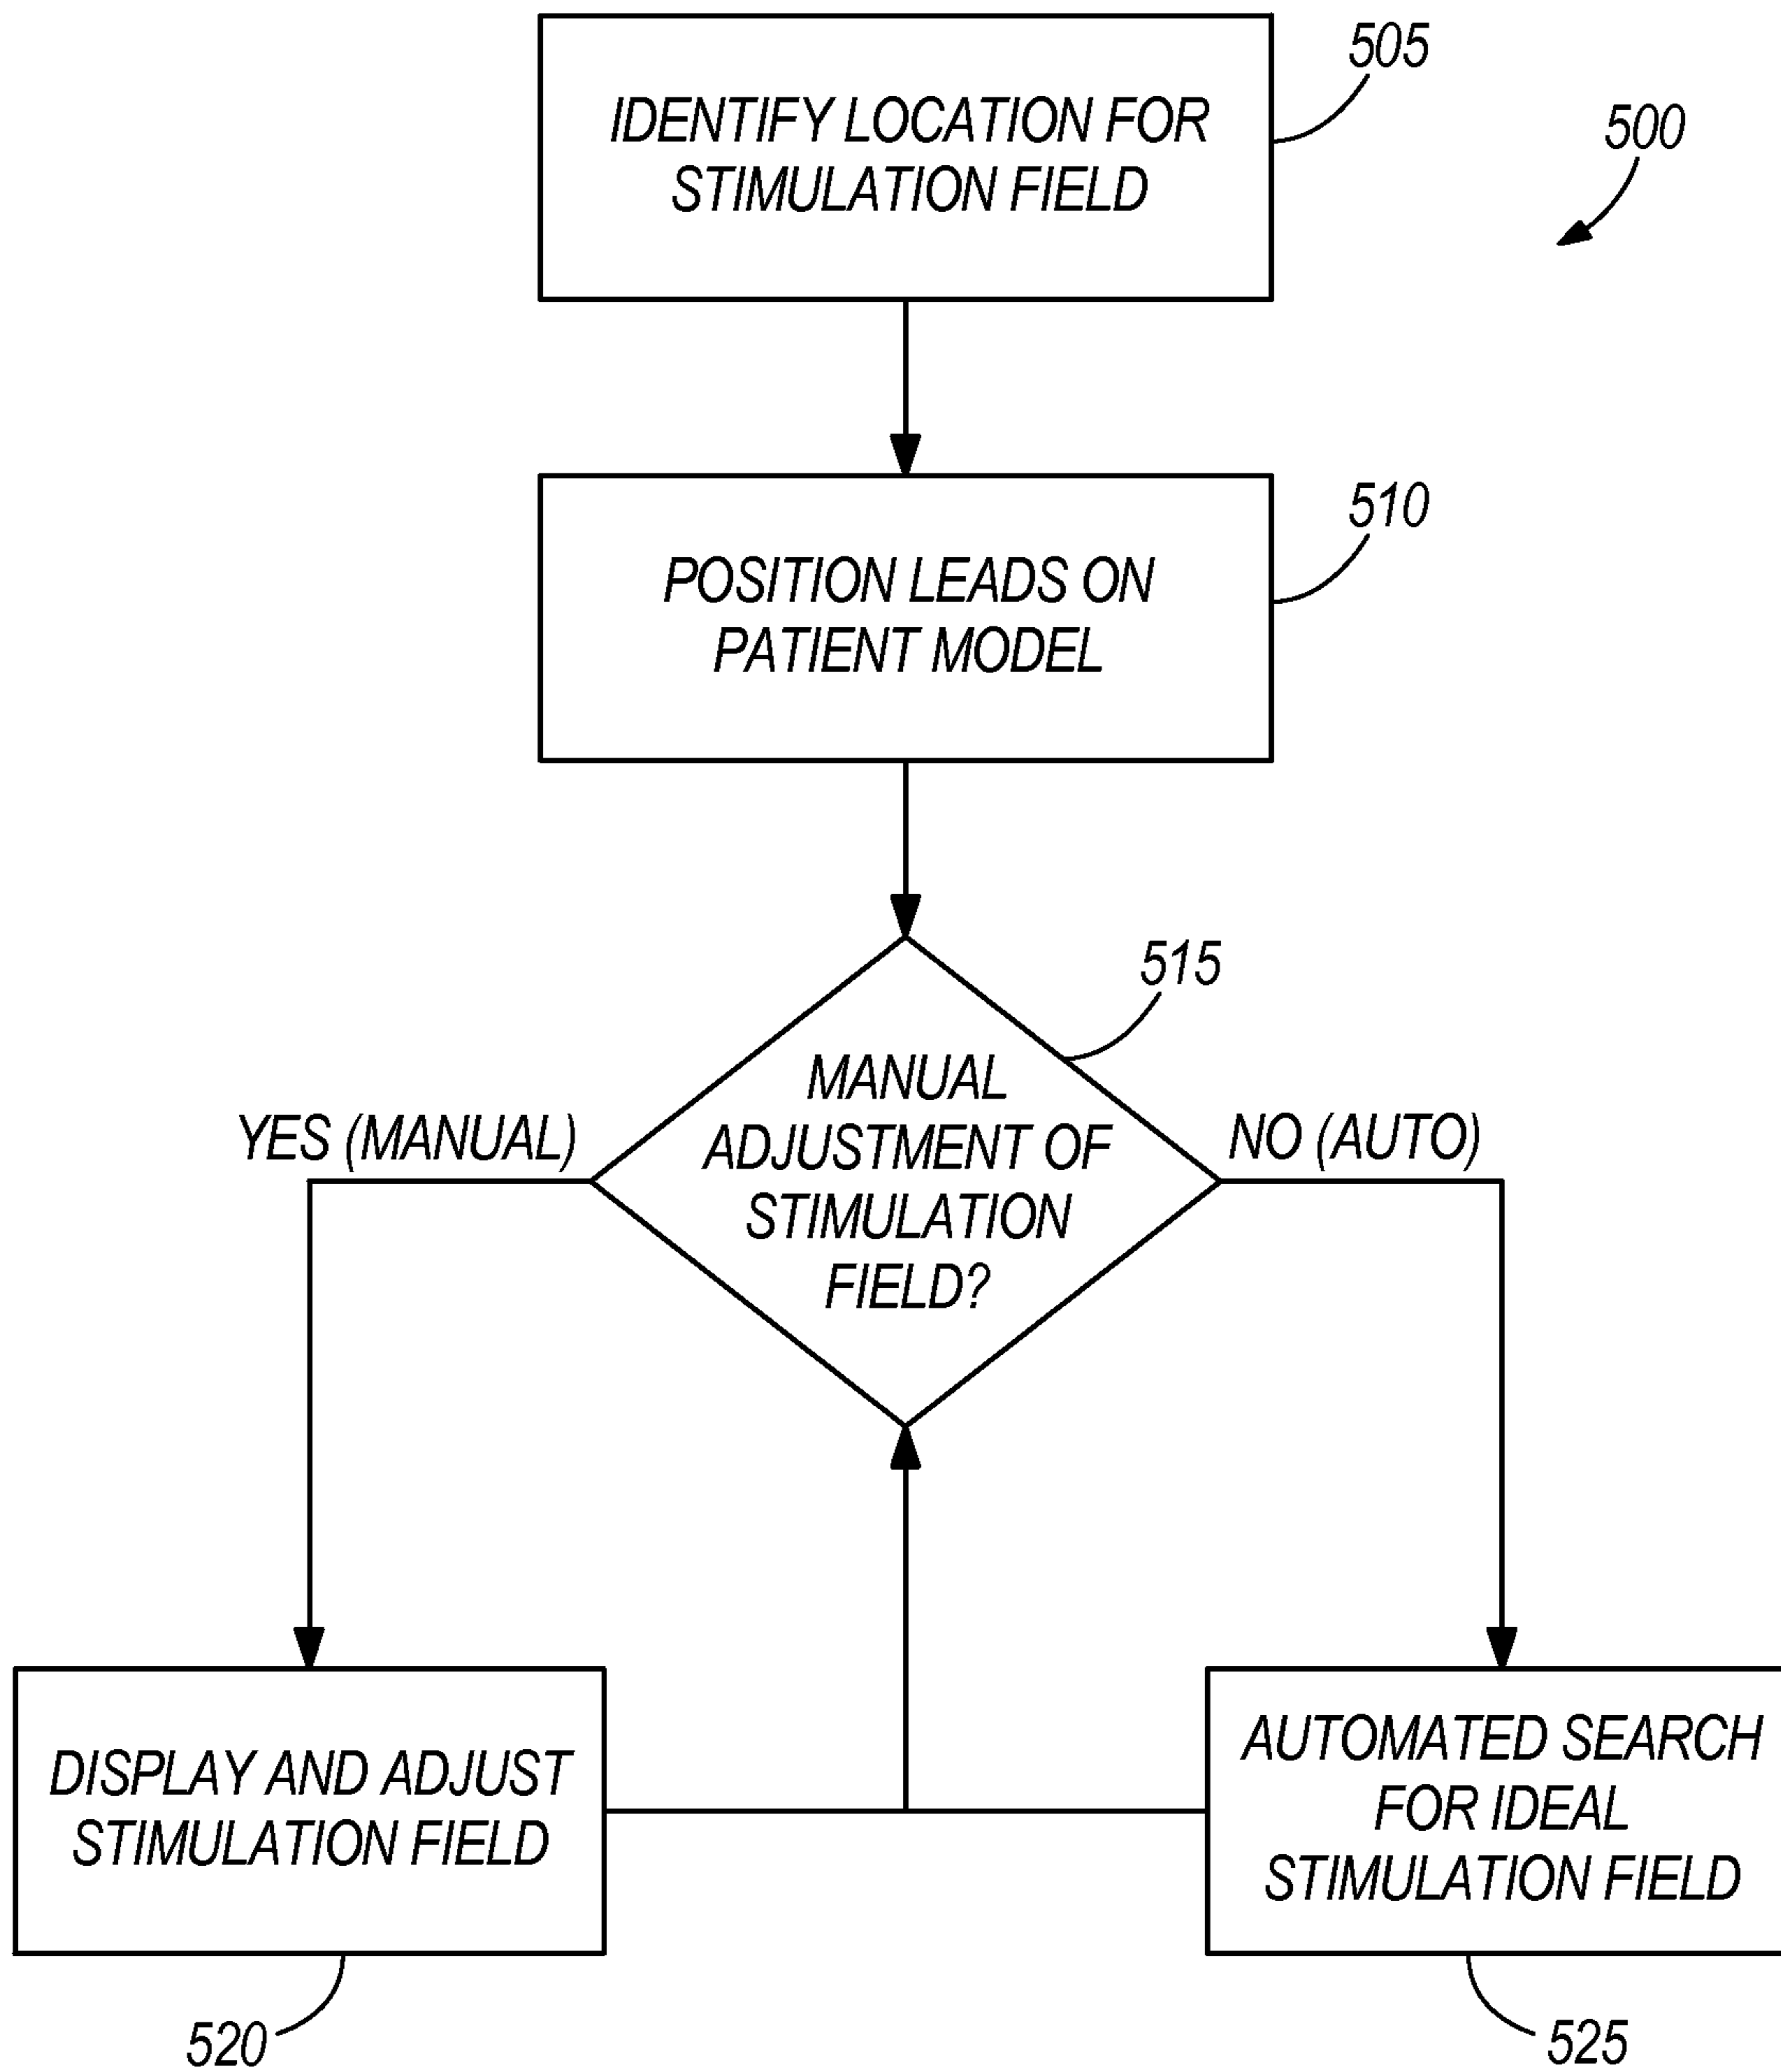 505
IDENTIFY LOCATION FOR
STIMULATION FIELD
500
510
POSITION LEADS ON
PATIENT MODEL
515
MANUAL
ADJUSTMENT OF
STIMULATION
FIELD?
YES (MANUAL)
NO (AUTO)
DISPLAY AND ADJUST
STIMULATION FIELD
AUTOMATED SEARCH
FOR IDEAL
STIMULATION FIELD
520
525